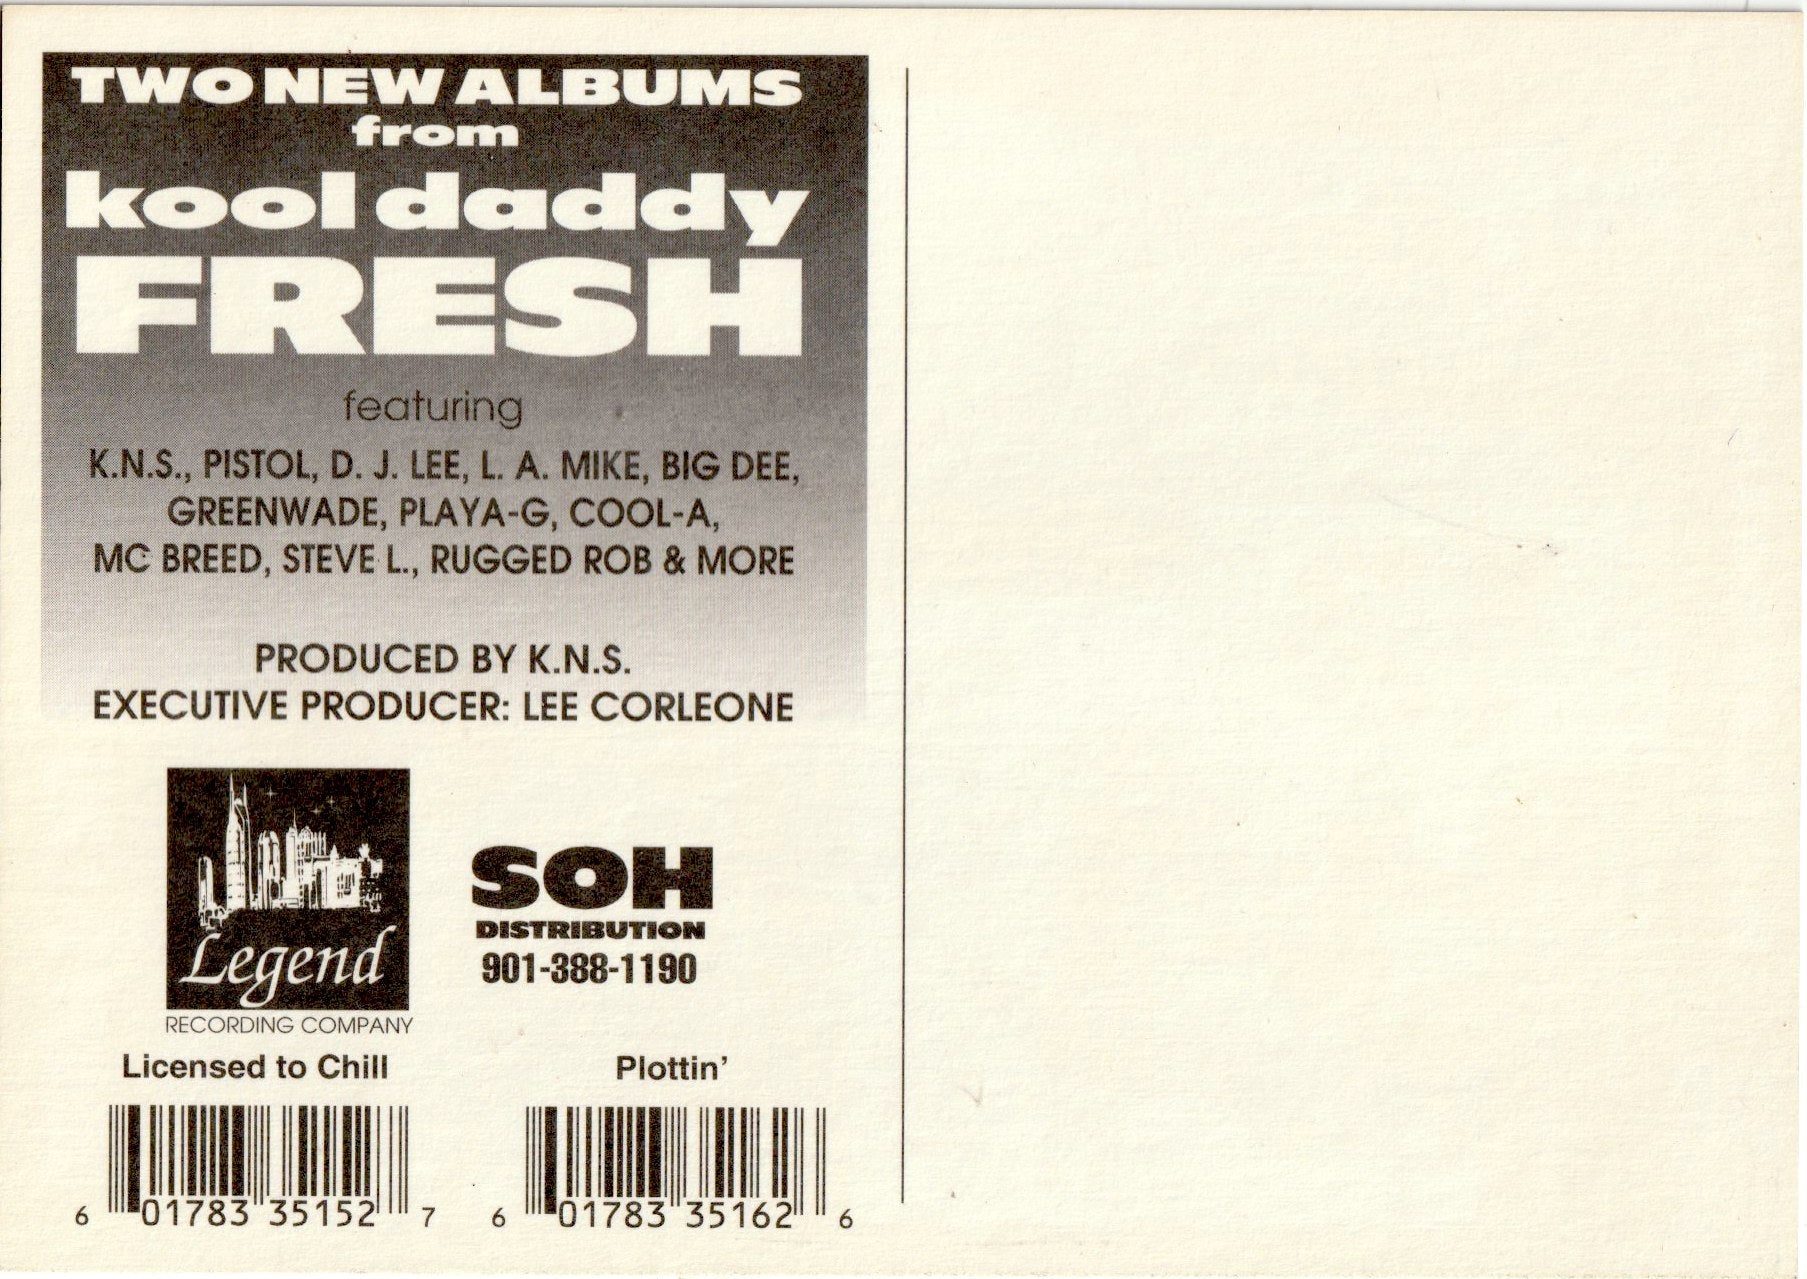 TWO NEW ALBUMS
from
kool daddy
FRESH
featuring
K.N.S., PISTOL, D. J. LEE, L. A. MIKE, BIG DEE,
GREENWADE, PLAYA-G, COOL-A,
MC BREED, STEVE L., RUGGED ROB & MORE
PRODUCED BY K.N.S.
EXECUTIVE PRODUCER: LEE CORLEONE
Legend
RECORDING COMPANY
SOH
DISTRIBUTION
901-388-1190
Licensed to Chill
6 01783 35152 7
Plottin’
6 01783 35162 6